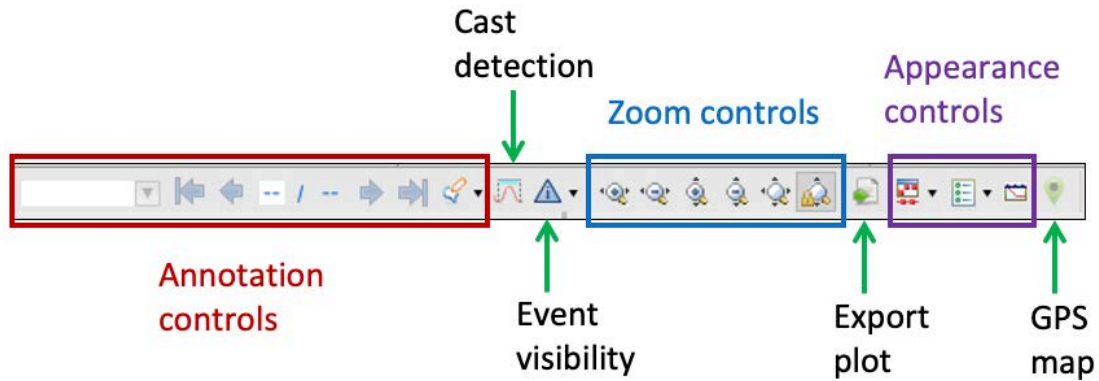 Cast
detection
Appearance
controls
Zoom controls
-- / --
Annotation
controls
Event
visibility
Export
plot
GPS
map